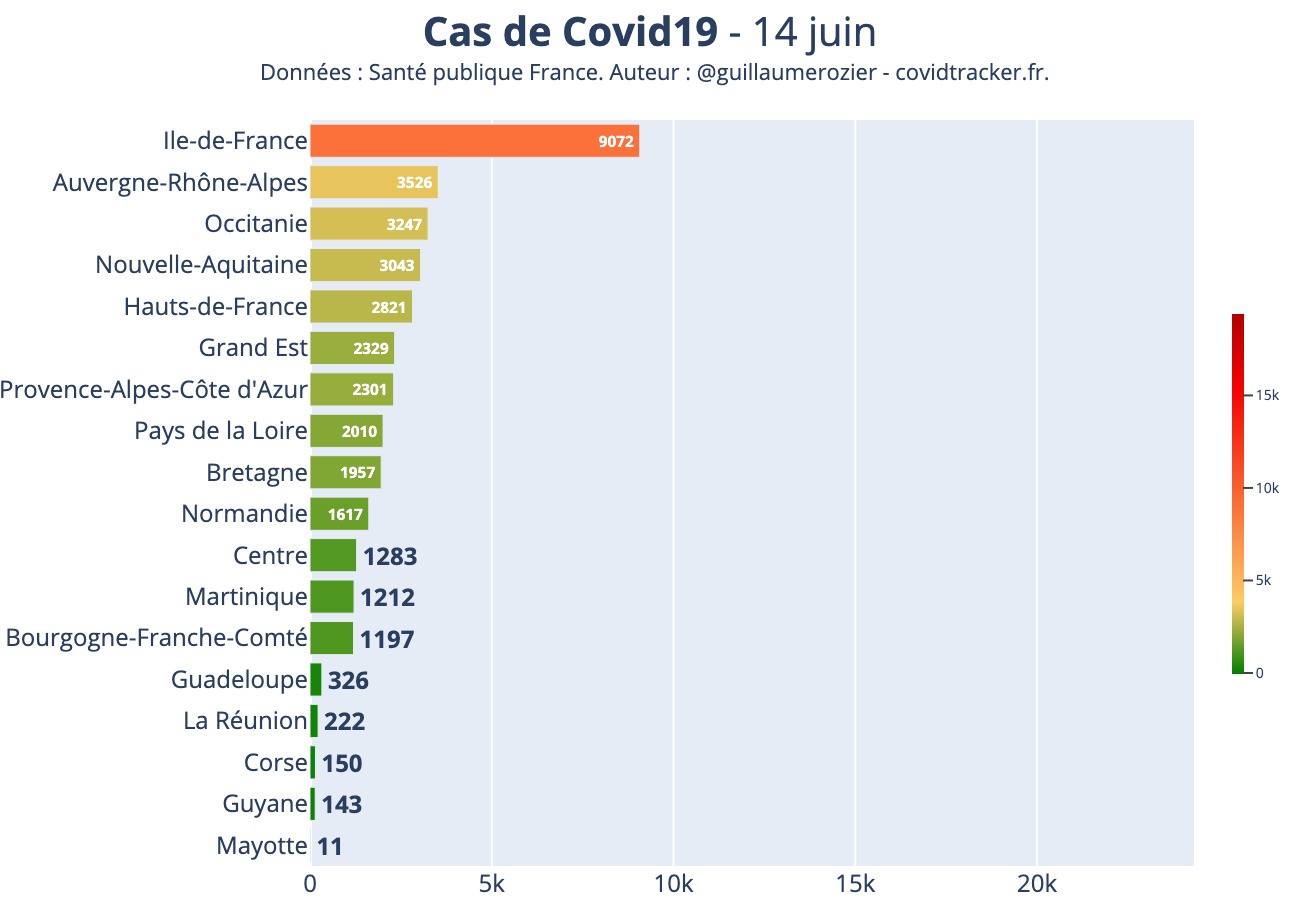 Cas de Covid19 - 14 juin
Données : Santé publique France. Auteur : @guillaumerozier - covidtracker.fr.
Ile-de-France 9072
Auvergne-Rhône-Alpes 3526
Occitanie 3247
Nouvelle-Aquitaine 3043
Hauts-de-France 2821
Grand Est 2329
Provence-Alpes-Côte d'Azur 2301
Pays de la Loire 2010
Bretagne 1957
Normandie 1617
Centre 1283
Martinique 1212
Bourgogne-Franche-Comté 1197
Guadeloupe 326
La Réunion 222
Corse 150
Guyane 143
Mayotte 11
0 5k 10k 15k 20k
15k
10k
5k
0